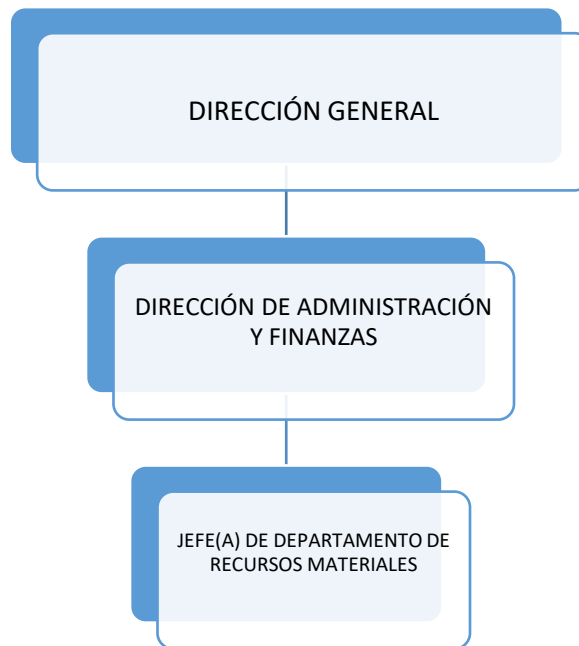 DIRECCIÓN GENERAL
DIRECCIÓN DE ADMINISTRACIÓN
Y FINANZAS
JEFE(A) DE DEPARTAMENTO DE
RECURSOS MATERIALES